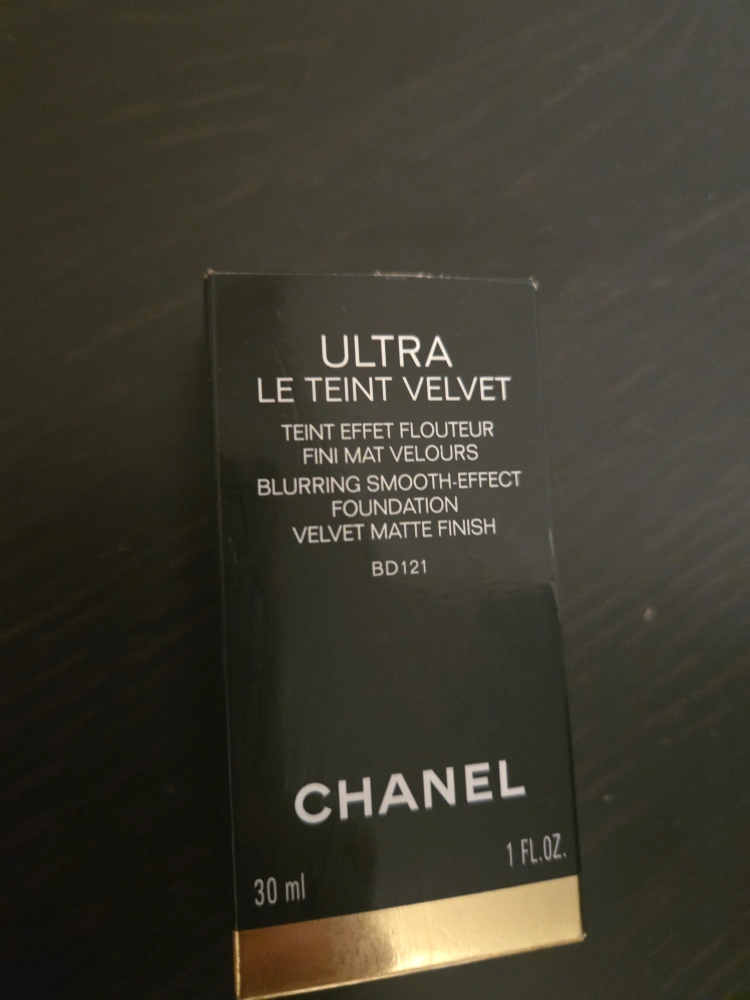 ULTRA
LE TEINT VELVET
TEINT EFFET FLOUTEUR
FINI MAT VELOURS
BLURRING SMOOTH-EFFECT
FOUNDATION
VELVET MATTE FINISH
BD121
CHANEL
30 ml 1 FL.OZ.